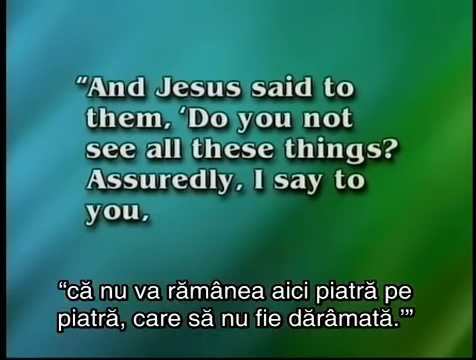 “And Jesus said to
them, ‘Do you not
see all these things?
Assuredly, I say to
you,
“că nu va rămânea aici piatră pe
piatră, care să nu fie dărâmată.’”